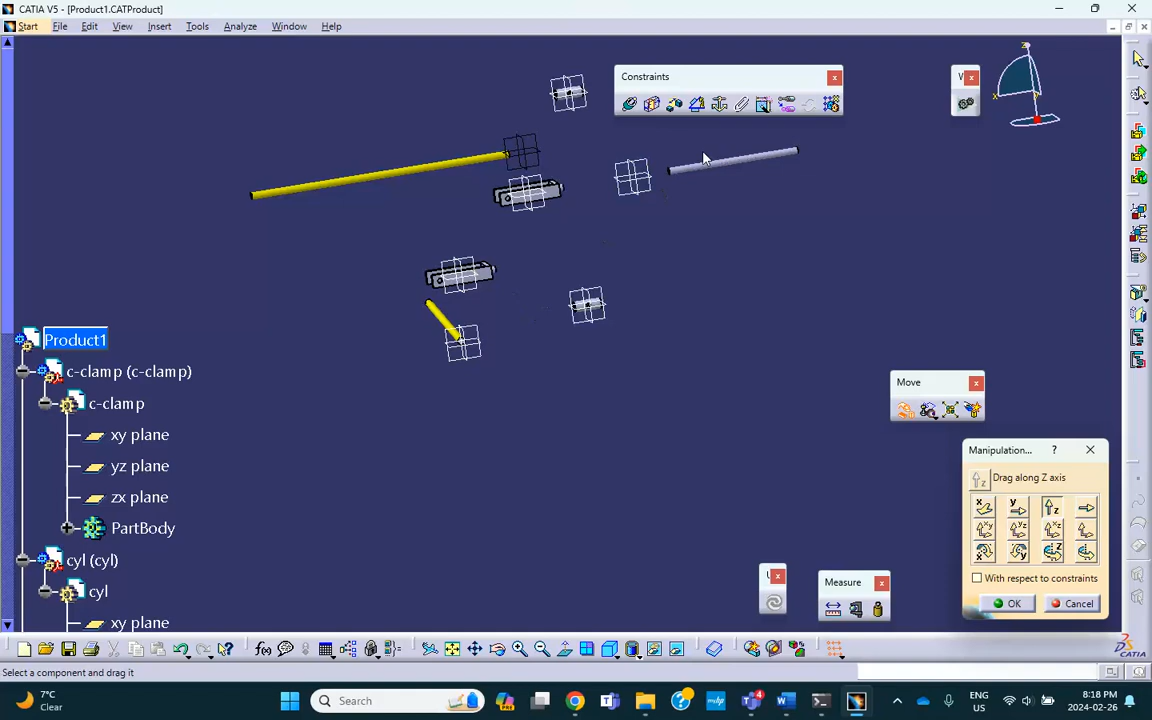 CATIA V5 - [Product1.CATProduct]
Start File Edit View Insert Tools Analyze Window Help
Constraints
V...
z
x
Product1
c-clamp (c-clamp)
c-clamp
xy plane
yz plane
zx plane
PartBody
cyl (cyl)
cyl
xy plane
Move
Manipulation... ?
Drag along Z axis
With respect to constraints
OK Cancel
Measure
Select a component and drag it
CATIA
7°C
Clear
Search
4
ENG
US
8:18 PM
2024-02-26